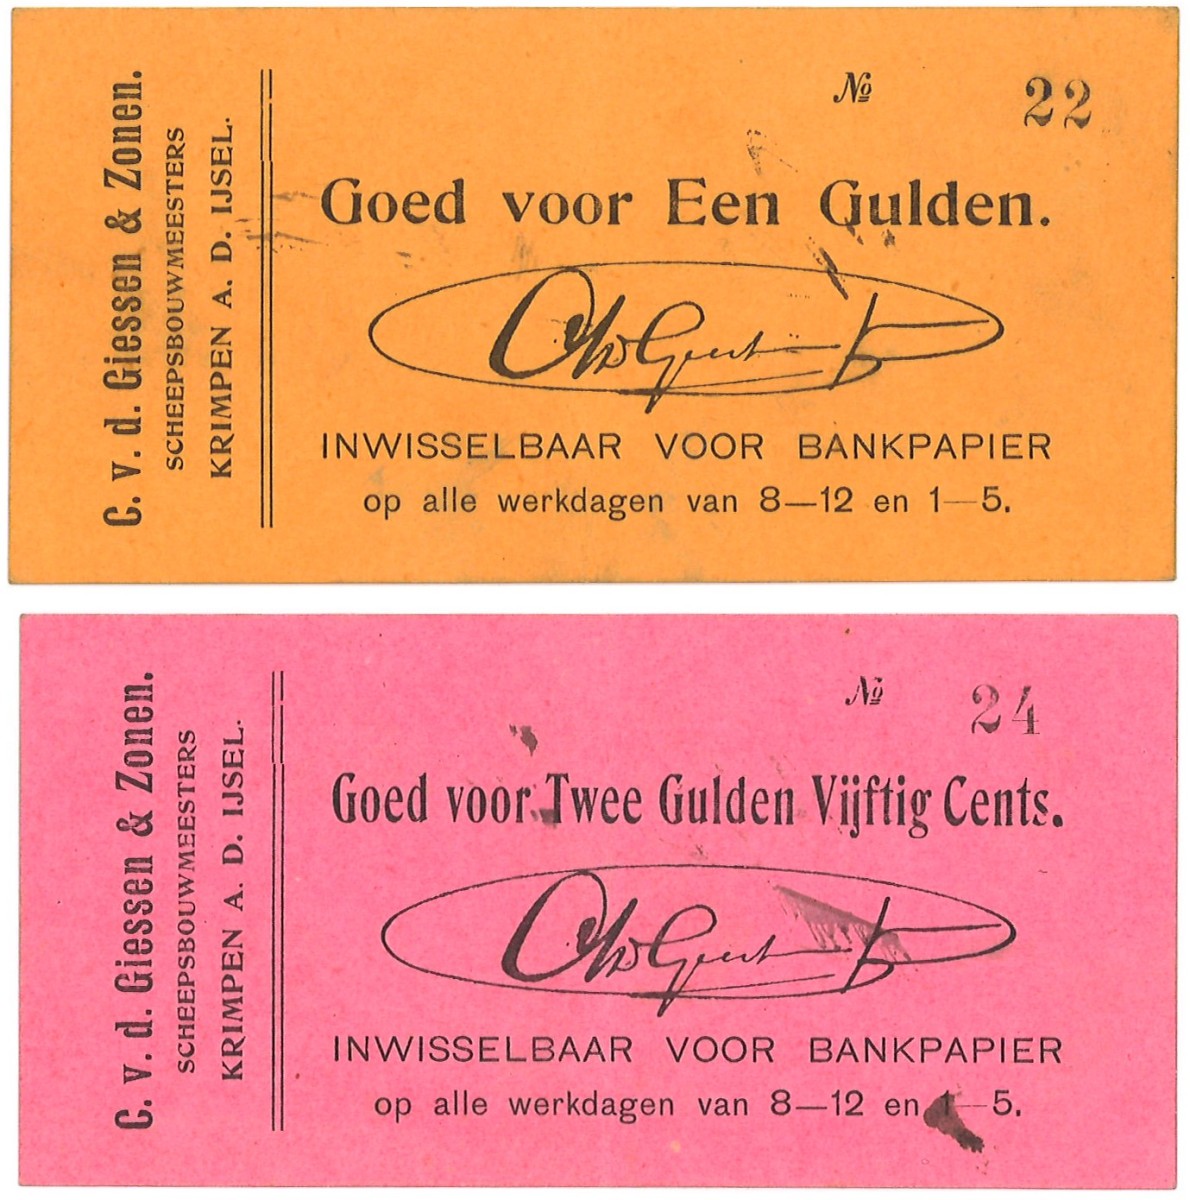 C. v. d. Giessen & Zonen.
SCHEEPSBOUWMEESTERS
KRIMPEN A. D. IJSEL.
No 22
Goed voor Een Gulden.
INWISSELBAAR VOOR BANKPAPIER
op alle werkdagen van 8—12 en 1—5.
C. v. d. Giessen & Zonen.
SCHEEPSBOUWMEESTERS
KRIMPEN A. D. IJSEL.
No 24
Goed voor Twee Gulden Vijftig Cents.
INWISSELBAAR VOOR BANKPAPIER
op alle werkdagen van 8—12 en 1—5.